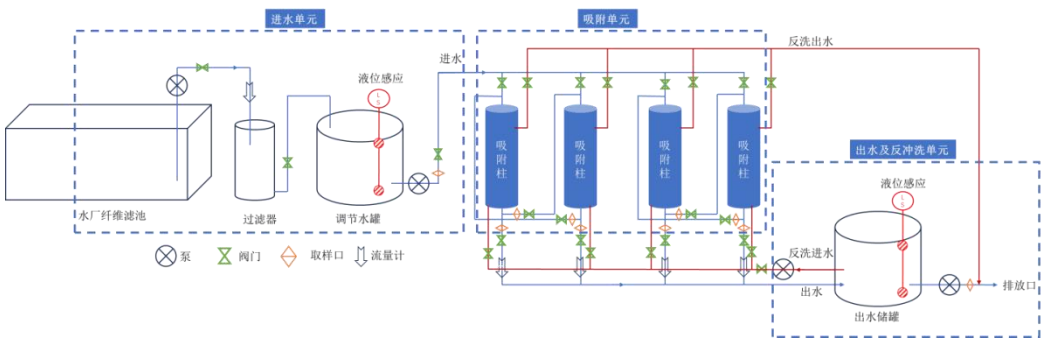 进水单元
吸附单元
反洗出水
进水
液位感应
LS
吸附柱
吸附柱
吸附柱
吸附柱
出水及反冲洗单元
液位感应
LS
水厂纤维滤池
过滤器
调节水罐
泵
阀门
取样口
流量计
反洗进水
出水
排放口
出水储罐